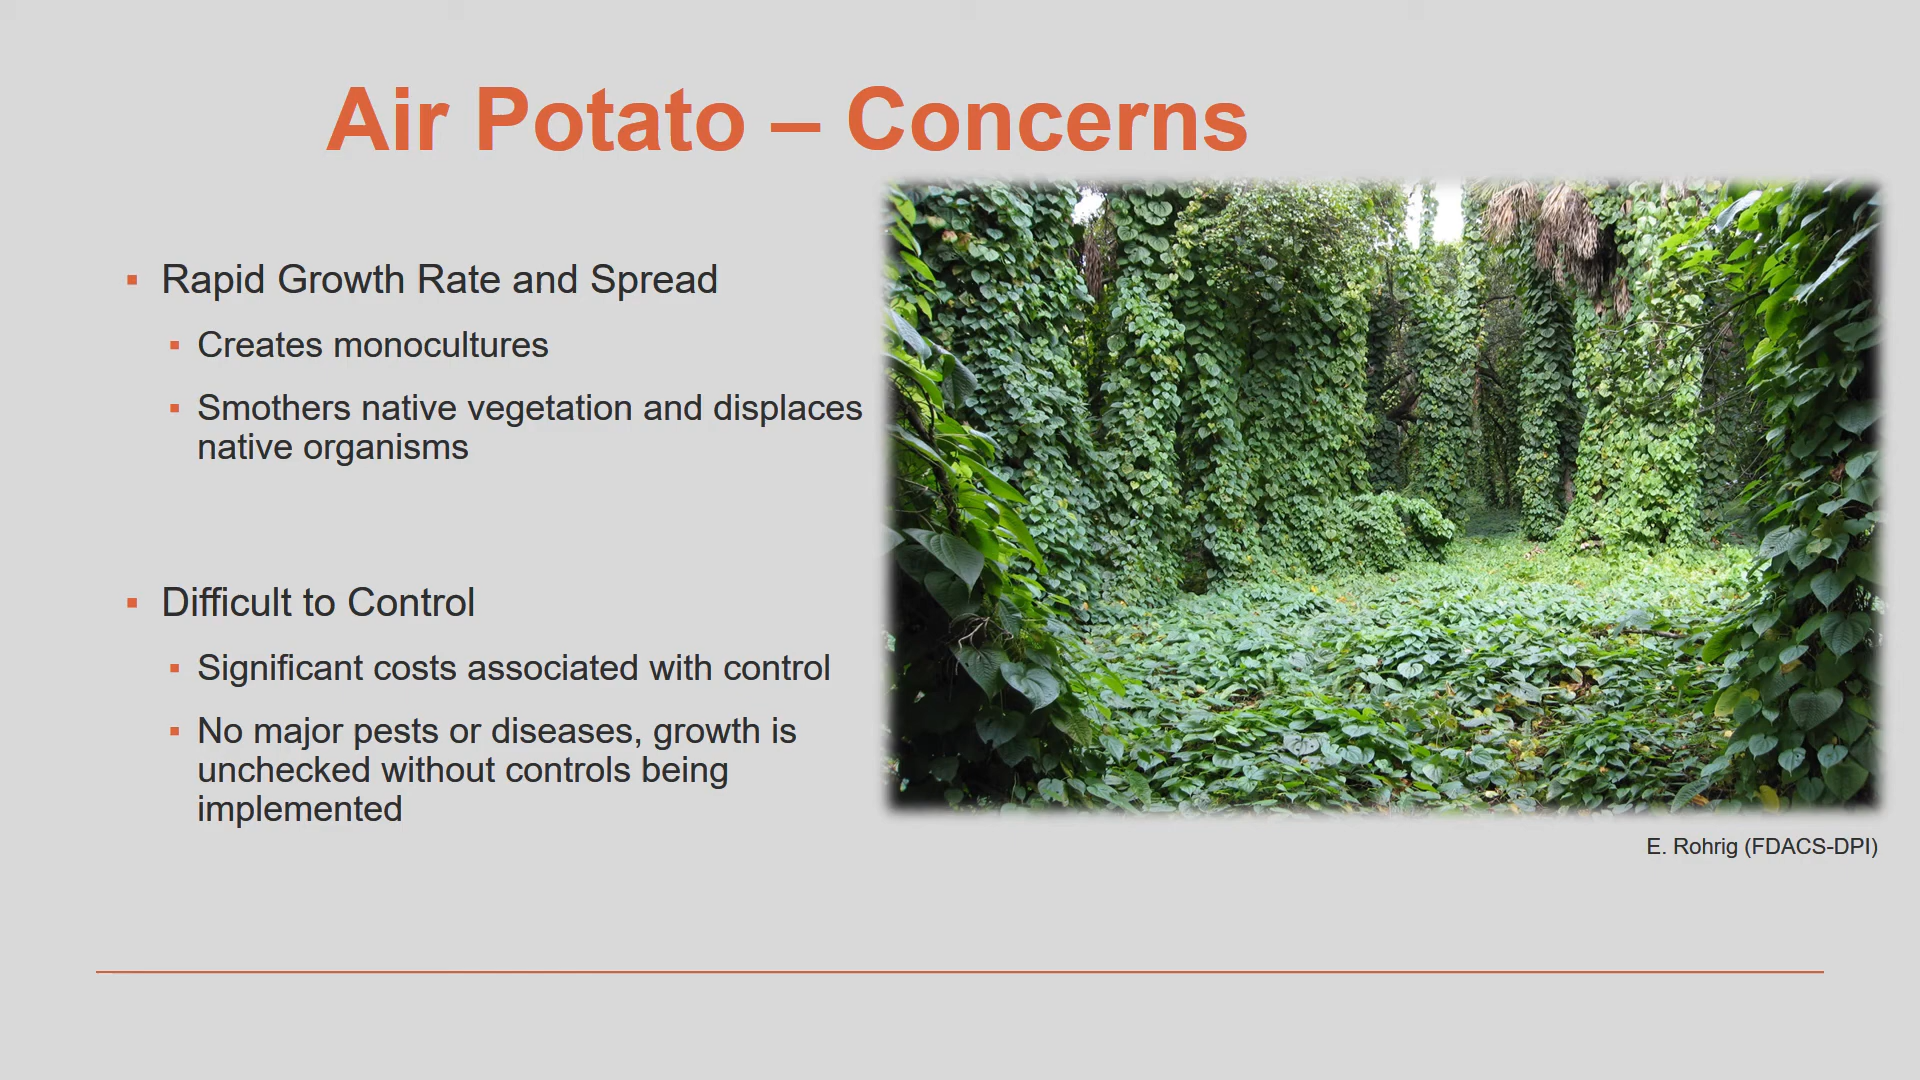 Air Potato – Concerns
▪ Rapid Growth Rate and Spread
▪ Creates monocultures
▪ Smothers native vegetation and displaces
native organisms
▪ Difficult to Control
▪ Significant costs associated with control
▪ No major pests or diseases, growth is
unchecked without controls being
implemented
E. Rohrig (FDACS-DPI)